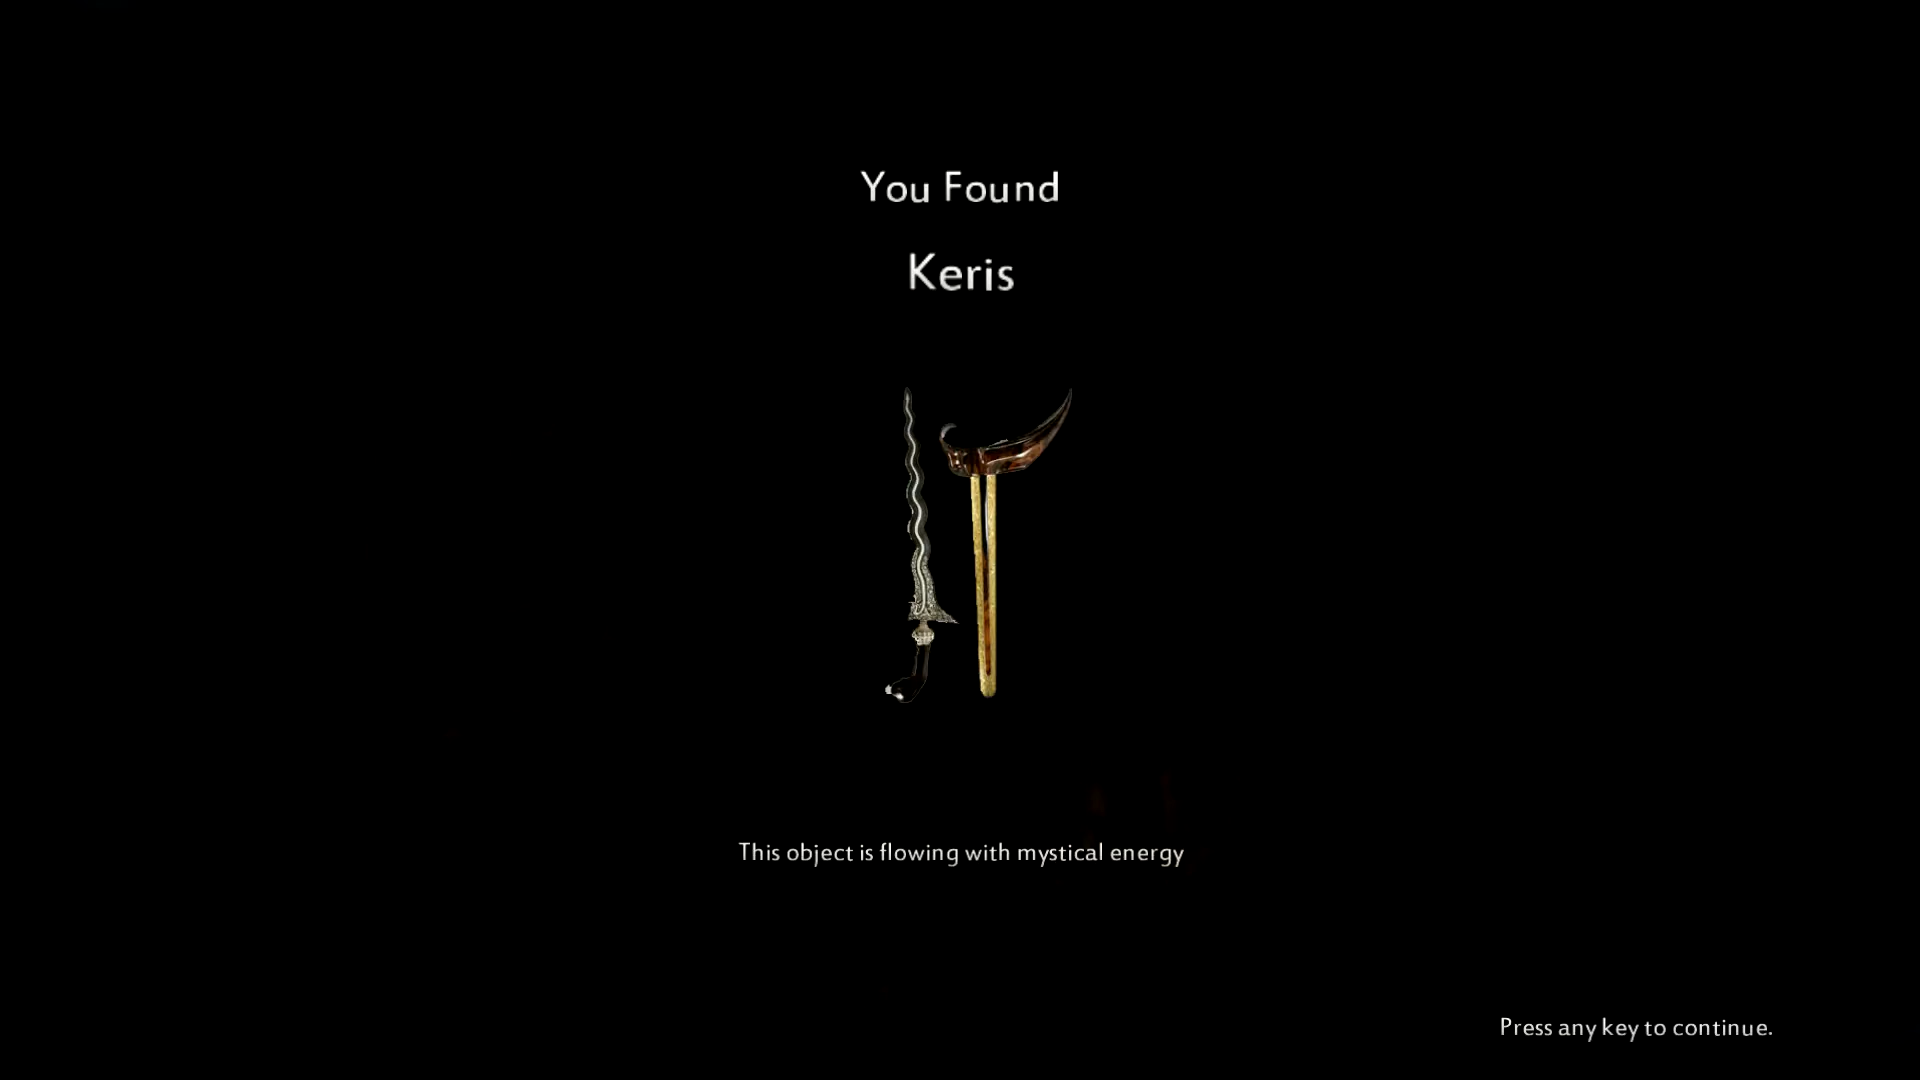 You Found
Keris
This object is flowing with mystical energy
Press any key to continue.